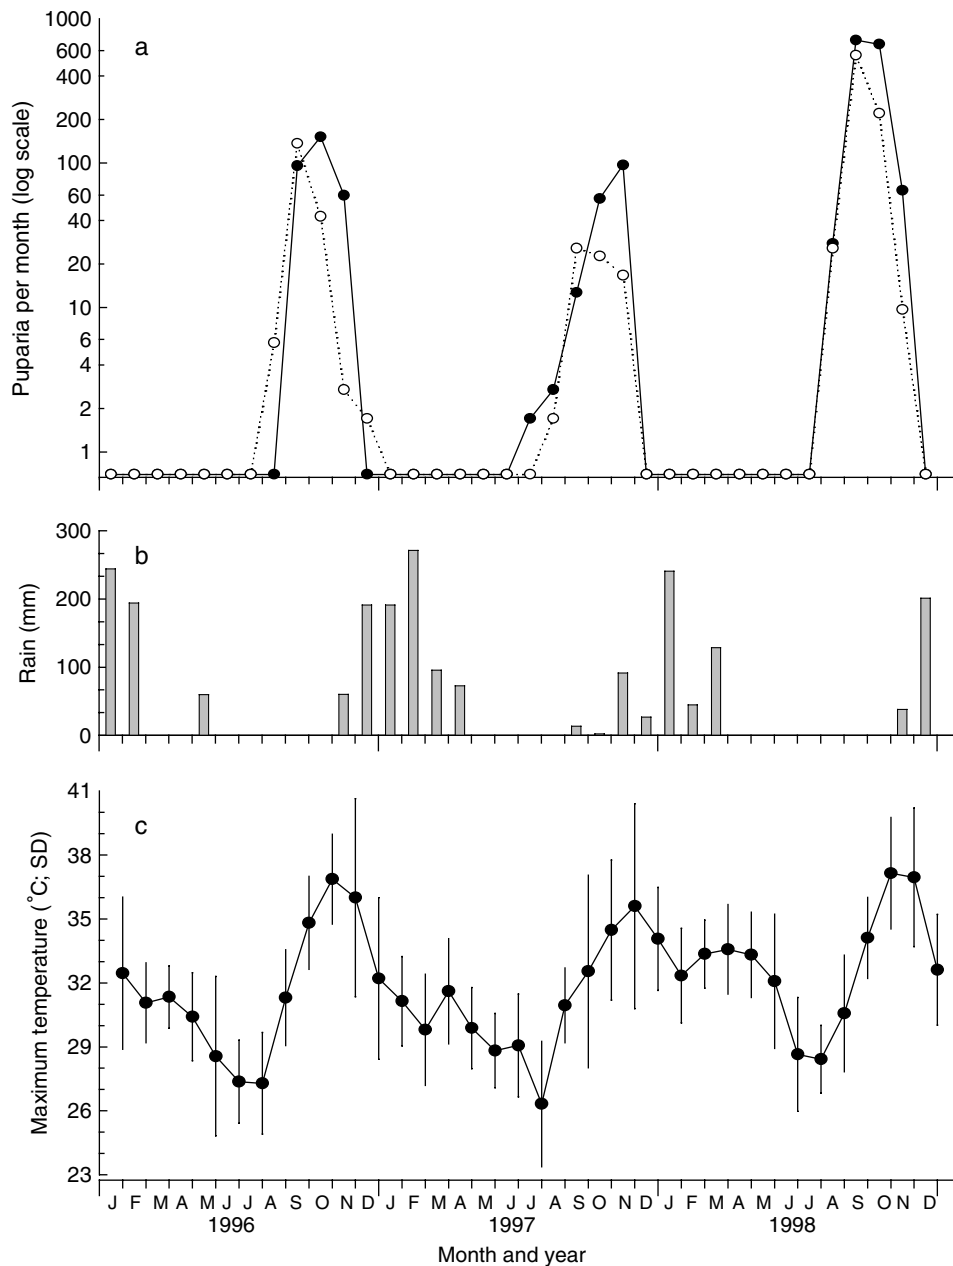 a
1000
600
400
200
100
60
40
20
10
6
4
2
1
Puparia per month (log scale)
b
300
200
100
0
Rain (mm)
c
41
38
35
32
29
26
23
Maximum temperature (°C; SD)
J F M A M J J A S O N D J F M A M J J A S O N D J F M A M J J A S O N D
1996 1997 1998
Month and year